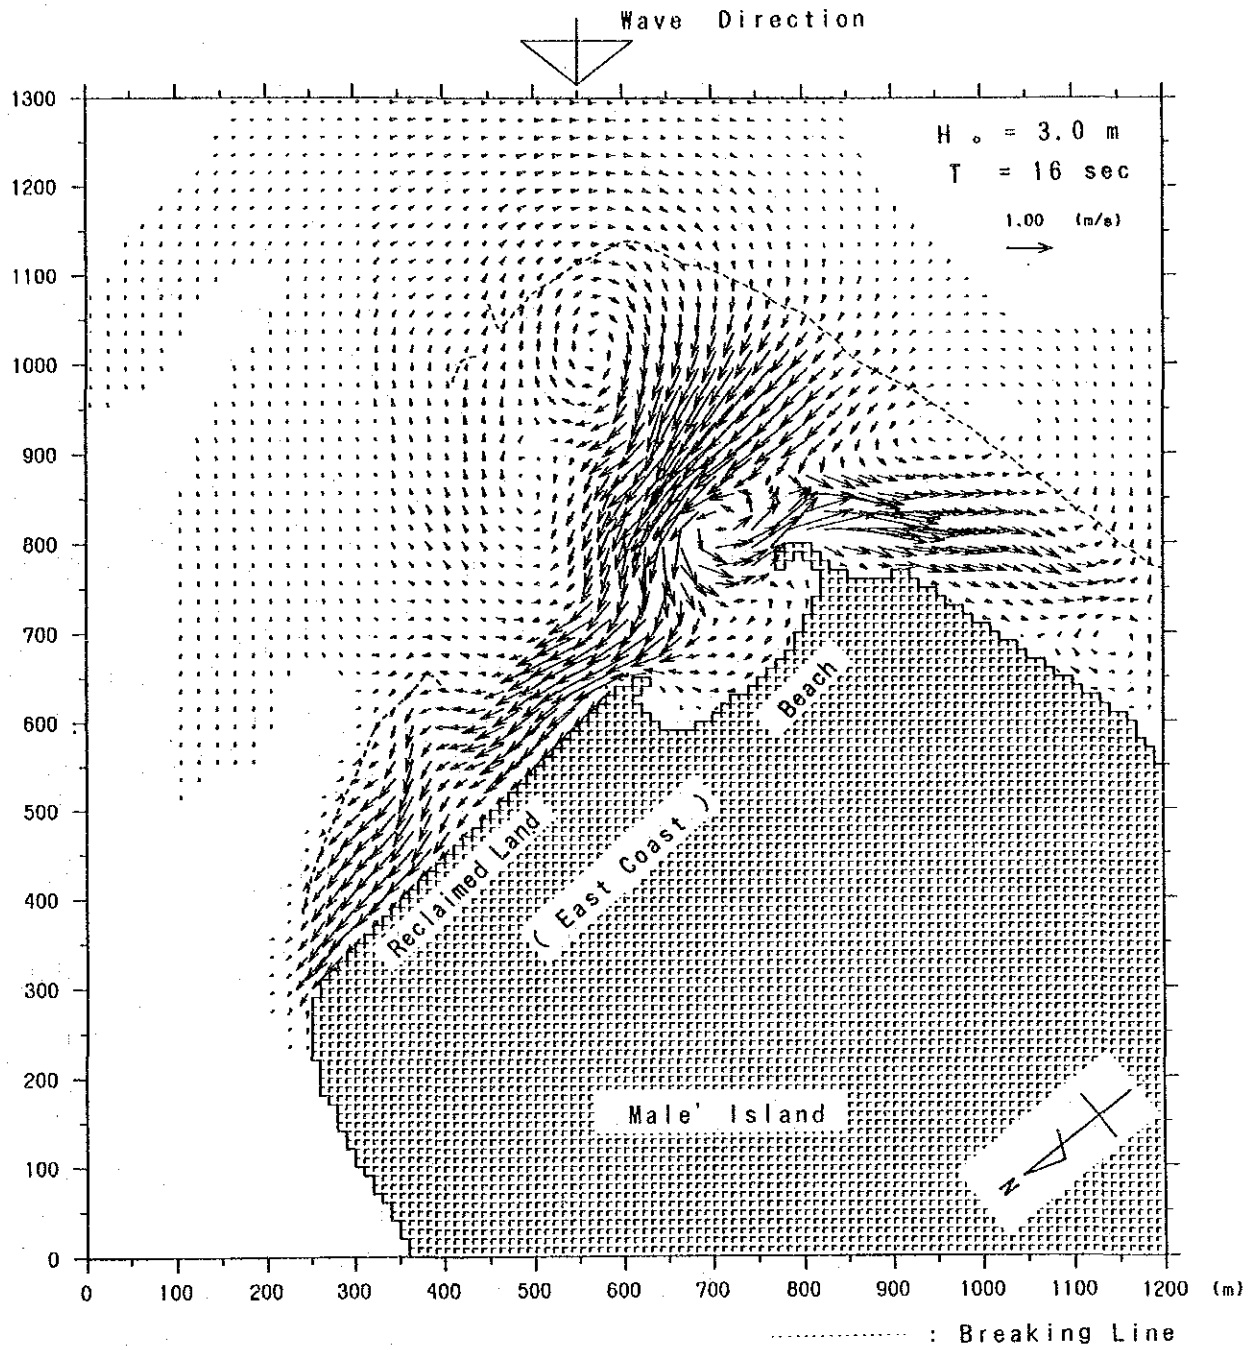 Wave Direction
1300
H₀ = 3.0 m
T = 16 sec
1200
1.00 (m/s)
1100
1000
900
800
700
Beach
600
500
Reclaimed Land
( East Coast )
400
300
200
Male' Island
N
100
0
0 100 200 300 400 500 600 700 800 900 1000 1100 1200 (m)
: Breaking Line